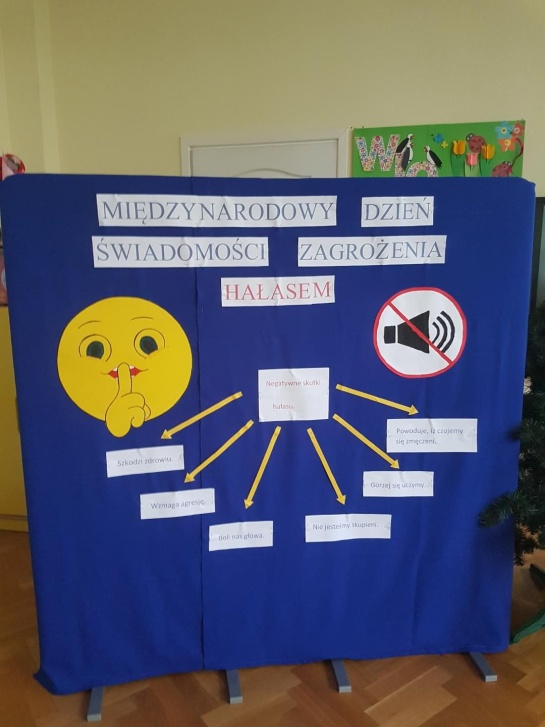 MIĘDZYNARODOWY DZIEŃ
ŚWIADOMOŚCI ZAGROŻENIA
HAŁASEM
Negatywne skutki
hałasu.
Szkodzi zdrowiu.
Wzmaga agresję.
Boli nas głowa.
Nie jesteśmy skupieni.
Gorzej się uczymy.
Powoduje, iż czujemy
się zmęczeni.